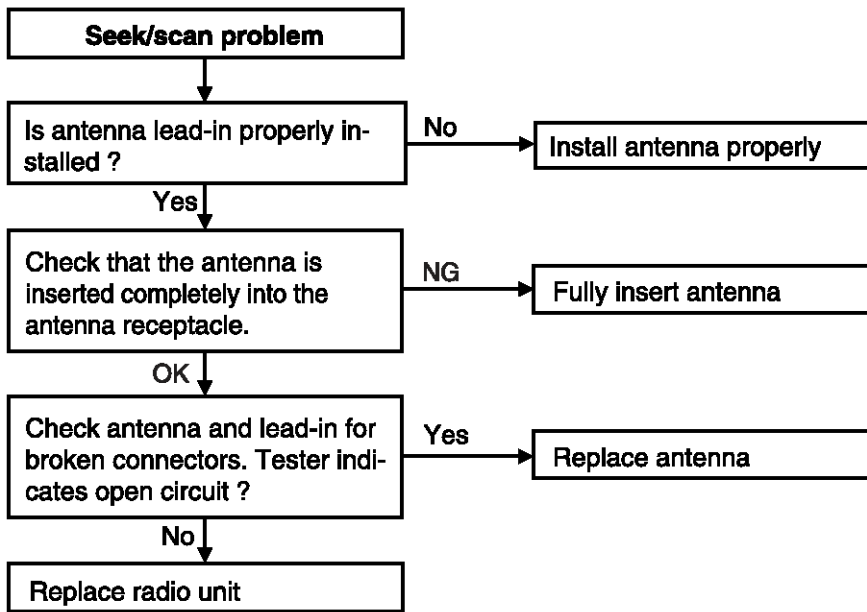 Seek/scan problem
Is antenna lead-in properly in-
stalled ?
No
Install antenna properly
Yes
Check that the antenna is
inserted completely into the
antenna receptacle.
NG
Fully insert antenna
OK
Check antenna and lead-in for
broken connectors. Tester indi-
cates open circuit ?
Yes
Replace antenna
No
Replace radio unit